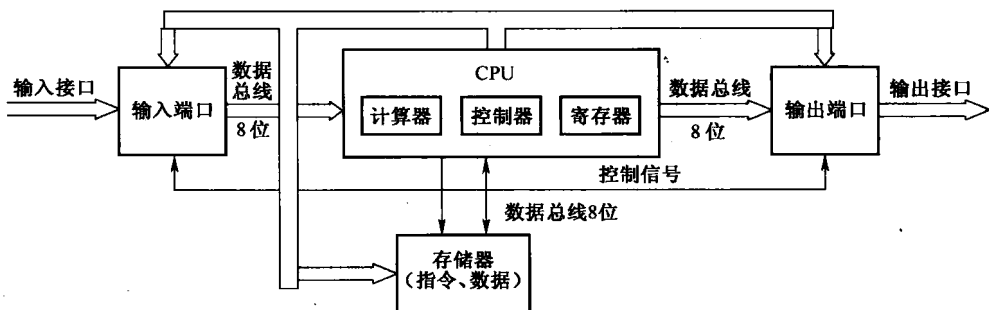 输入接口
输入端口
数据
总线
8位
CPU
计算器
控制器
寄存器
数据总线
8位
输出端口
输出接口
控制信号
数据总线8位
存储器
(指令、数据)